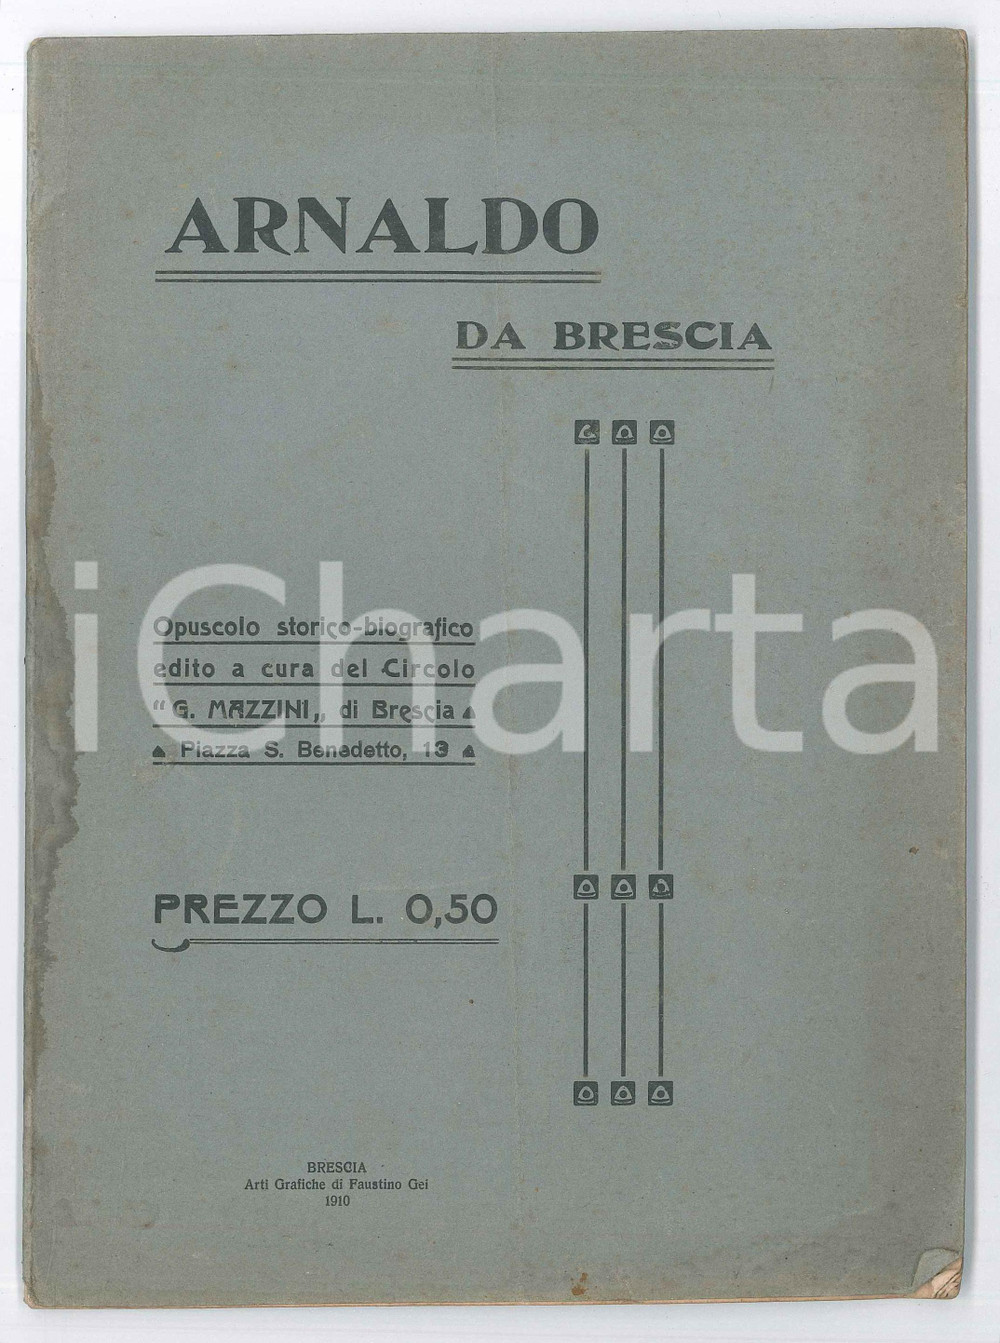 ARNALDO
DA BRESCIA
Opuscolo storico-biografico
edito a cura del Circolo
“G. MAZZINI„ di Brescia
Piazza S. Benedetto, 13
PREZZO L. 0,50
BRESCIA
Arti Grafiche di Faustino Gei
1910
iCharta